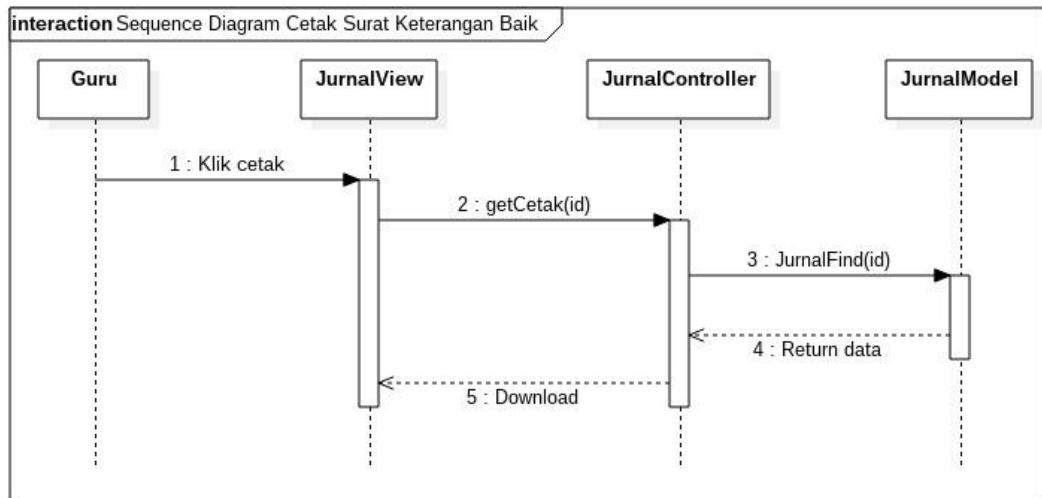 interaction Sequence Diagram Cetak Surat Keterangan Baik
Guru
JurnalView
JurnalController
JurnalModel
1 : Klik cetak
2 : getCetak(id)
3 : JurnalFind(id)
4 : Return data
5 : Download